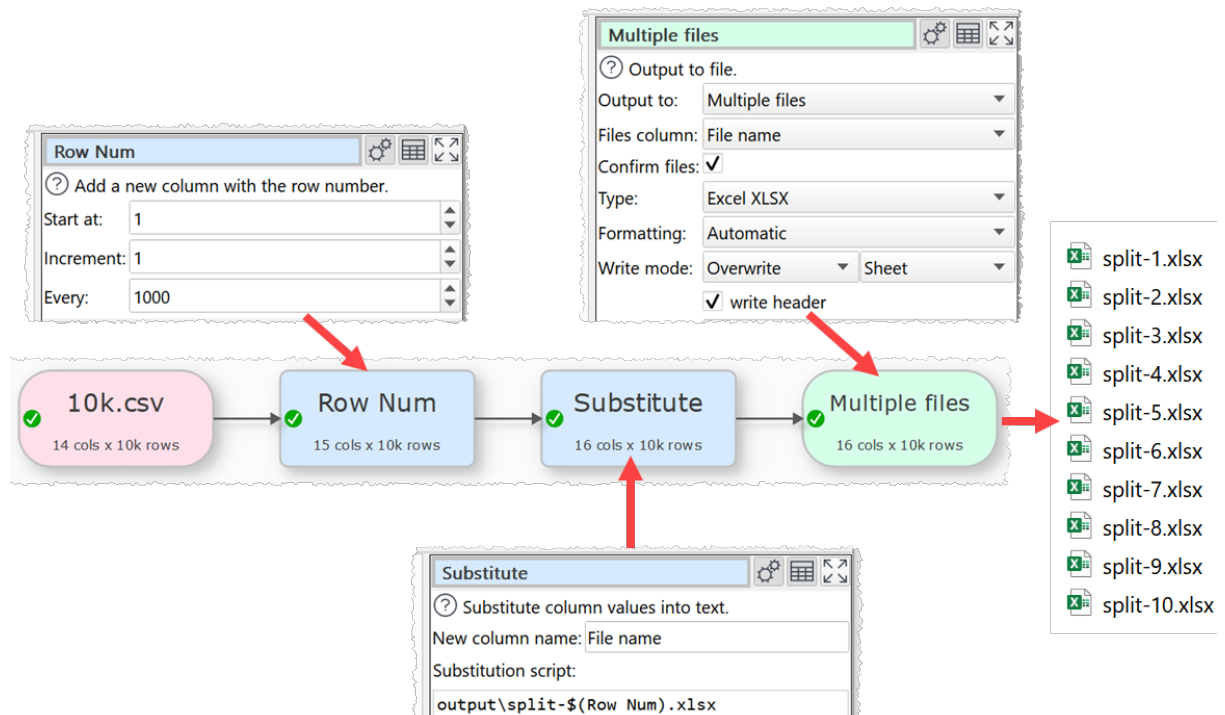 Multiple files
Output to file.
Output to: Multiple files
Files column: File name
Confirm files:
Type: Excel XLSX
Formatting: Automatic
Write mode: Overwrite Sheet
write header
Row Num
Add a new column with the row number.
Start at: 1
Increment: 1
Every: 1000
10k.csv
14 cols x 10k rows
Row Num
15 cols x 10k rows
Substitute
16 cols x 10k rows
Multiple files
16 cols x 10k rows
split-1.xlsx
split-2.xlsx
split-3.xlsx
split-4.xlsx
split-5.xlsx
split-6.xlsx
split-7.xlsx
split-8.xlsx
split-9.xlsx
split-10.xlsx
Substitute
Substitute column values into text.
New column name: File name
Substitution script:
output\split-$(Row Num).xlsx